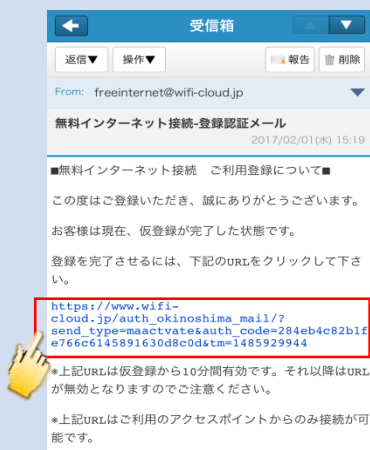 受信箱
返信▼ 操作▼ 報告 削除
From: freeinternet@wifi-cloud.jp
無料インターネット接続-登録認証メール
2017/02/01(水) 15:19
■無料インターネット接続 ご利用登録について■
この度はご登録いただき、誠にありがとうございます。
お客様は現在、仮登録が完了した状態です。
登録を完了させるには、下記のURLをクリックして下さ
い。
https://www.wifi-
cloud.jp/auth_okinoshima_mail/?
send_type=maactvate&auth_code=284eb4c82b1f
e766c6145891630d8c0d&tm=1485929944
※上記URLは仮登録から10分間有効です。それ以降はURL
が無効となりますのでご注意ください。
※上記URLはご利用のアクセスポイントからのみ接続が可
能です。